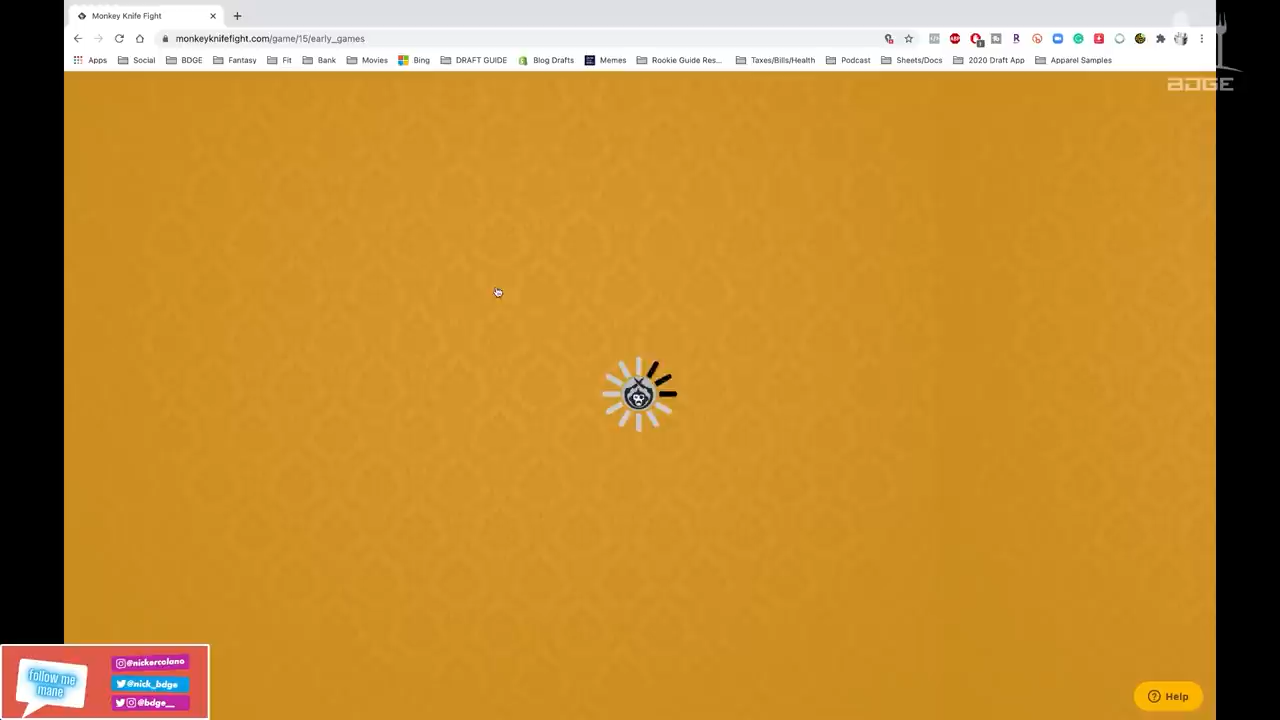 Monkey Knife Fight
monkeyknifefight.com/game/15/early_games
Apps Social BDGE Fantasy Fit Bank Movies Bing DRAFT GUIDE Blog Drafts Memes Rookie Guide Res... Taxes/Bills/Health Podcast Sheets/Docs 2020 Draft App Apparel Samples
BDGE
follow me
mane
@nickercolano
@nick_bdge
@bdge__
Help